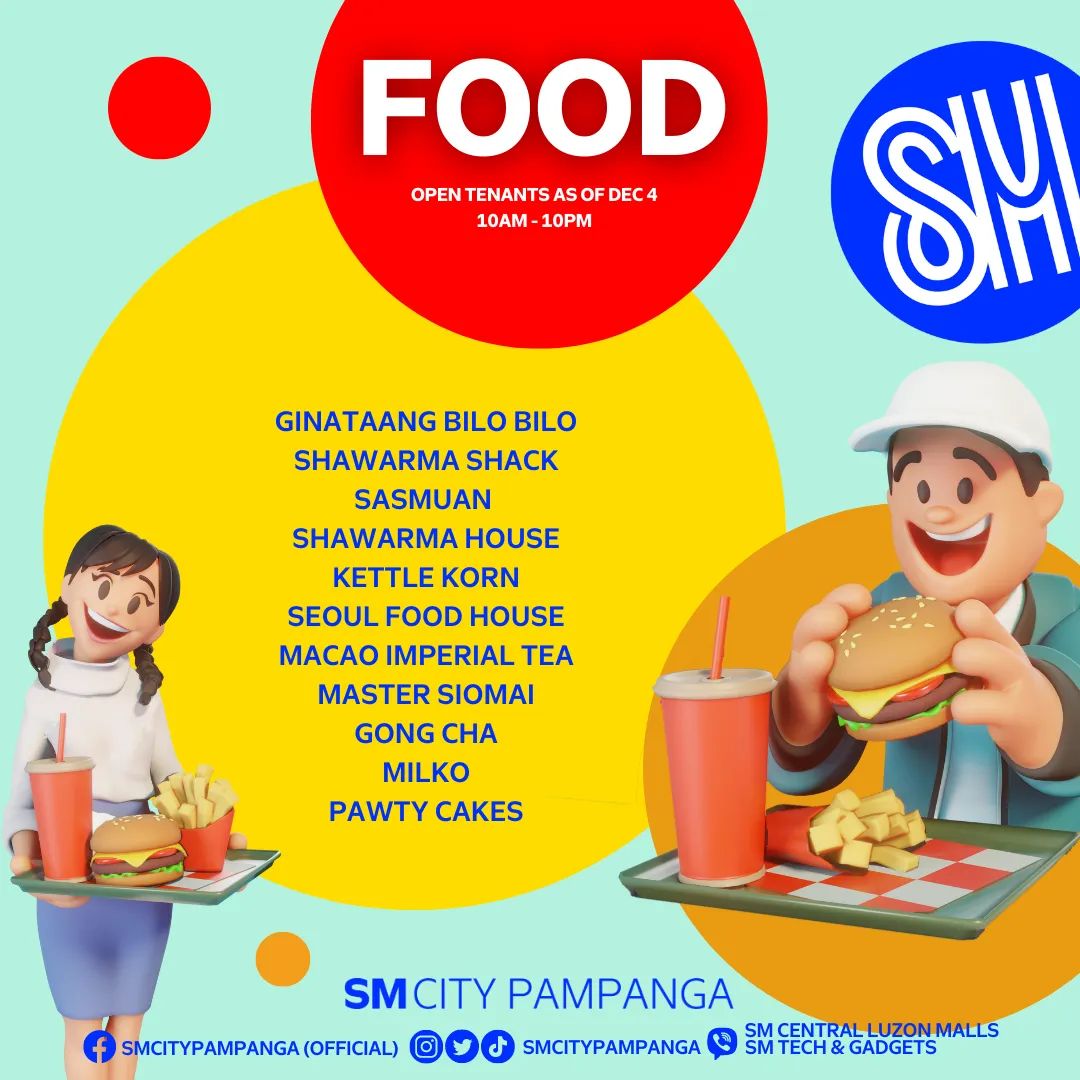 FOOD
OPEN TENANTS AS OF DEC 4
10AM - 10PM
SM
GINATAANG BILO BILO
SHAWARMA SHACK
SASMUAN
SHAWARMA HOUSE
KETTLE KORN
SEOUL FOOD HOUSE
MACAO IMPERIAL TEA
MASTER SIOMAI
GONG CHA
MILKO
PAWTY CAKES
SM CITY PAMPANGA
SMCITYPAMPANGA (OFFICIAL)
SMCITYPAMPANGA
SM CENTRAL LUZON MALLS
SM TECH & GADGETS